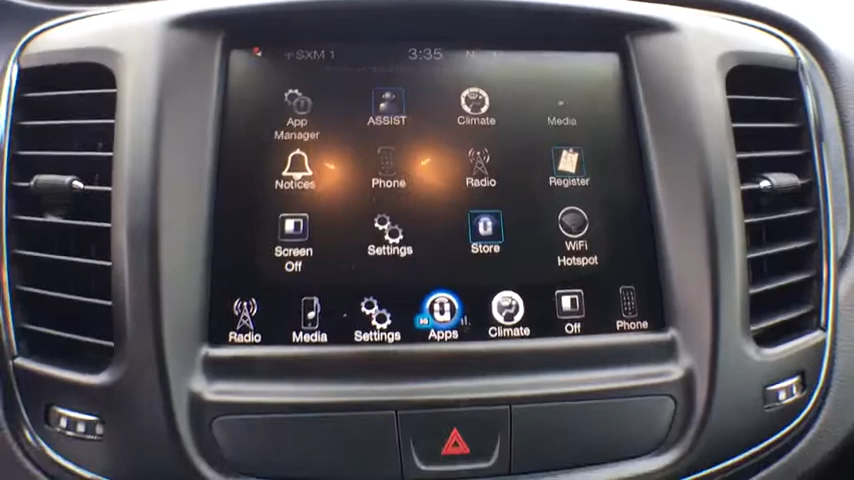 SXM 1 3:35 N
App Manager ASSIST Climate Media
Notices Phone Radio Register
Screen Off Settings Store WiFi Hotspot
Radio Media Settings Apps Climate Off Phone